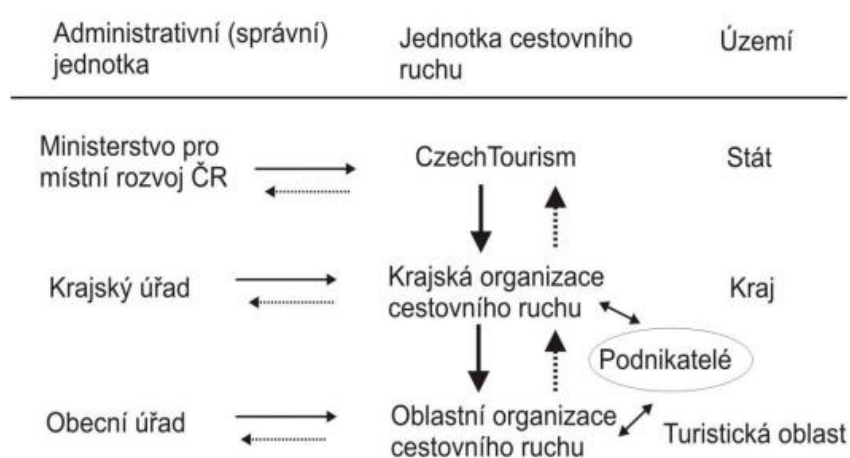 Administrativní (správní)
jednotka
Jednotka cestovního
ruchu
Území
Ministerstvo pro
místní rozvoj ČR
CzechTourism
Stát
Krajský úřad
Krajská organizace
cestovního ruchu
Kraj
Podnikatelé
Obecní úřad
Oblastní organizace
cestovního ruchu
Turistická oblast